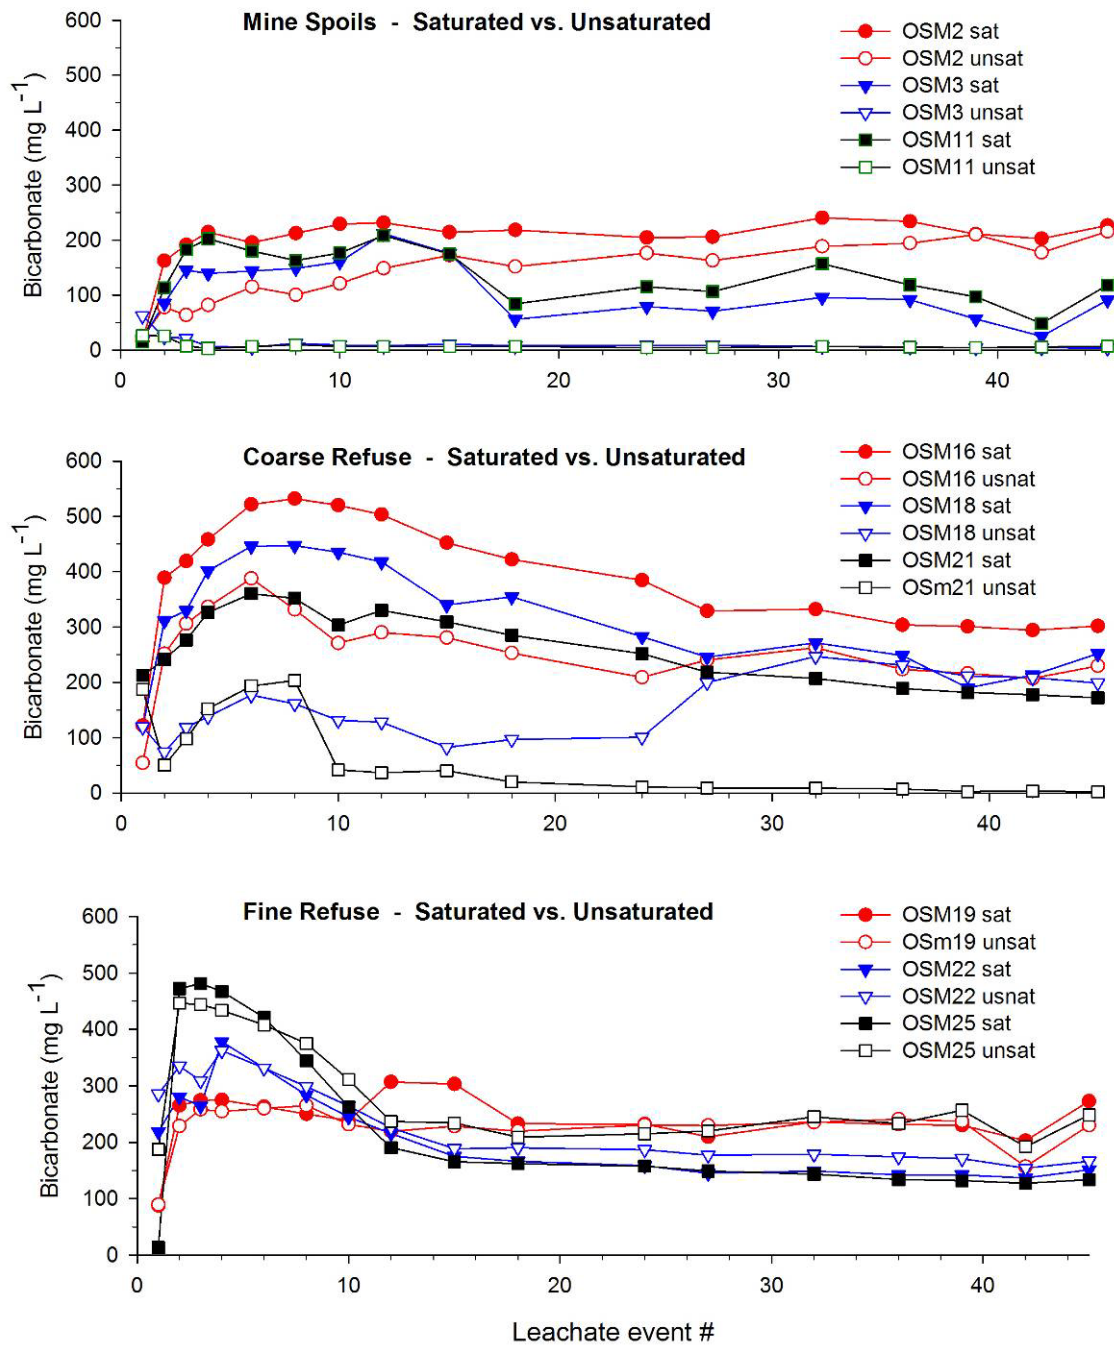 Mine Spoils - Saturated vs. Unsaturated
OSM2 sat
OSM2 unsat
OSM3 sat
OSM3 unsat
OSM11 sat
OSM11 unsat
Bicarbonate (mg L⁻¹)
600
500
400
300
200
100
0
0 10 20 30 40
Coarse Refuse - Saturated vs. Unsaturated
OSM16 sat
OSM16 usnat
OSM18 sat
OSM18 unsat
OSM21 sat
OSm21 unsat
Bicarbonate (mg L⁻¹)
600
500
400
300
200
100
0
0 10 20 30 40
Fine Refuse - Saturated vs. Unsaturated
OSM19 sat
OSm19 unsat
OSM22 sat
OSM22 usnat
OSM25 sat
OSM25 unsat
Bicarbonate (mg L⁻¹)
600
500
400
300
200
100
0
0 10 20 30 40
Leachate event #